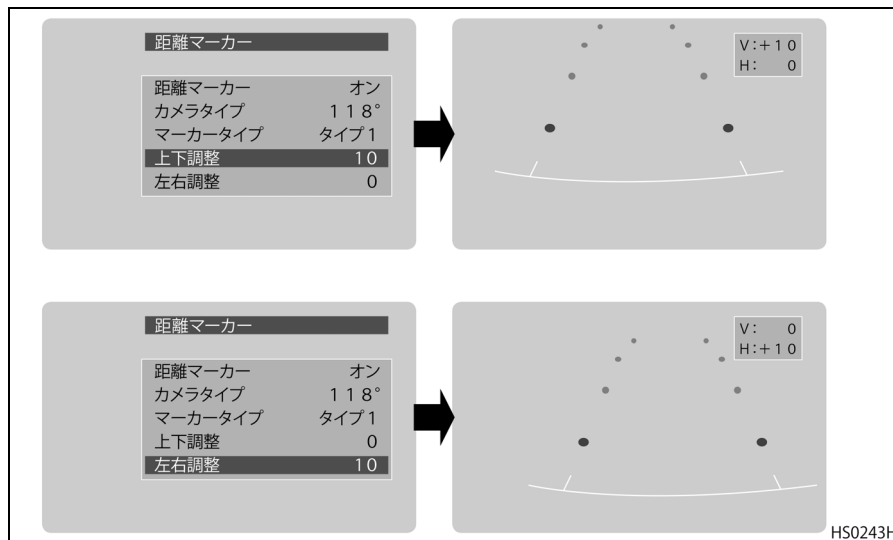 距離マーカー
距離マーカー オン
カメラタイプ 118°
マーカータイプ タイプ1
上下調整 10
左右調整 0
V:+10
H: 0
距離マーカー
距離マーカー オン
カメラタイプ 118°
マーカータイプ タイプ1
上下調整 0
左右調整 10
V: 0
H:+10
HS0243H